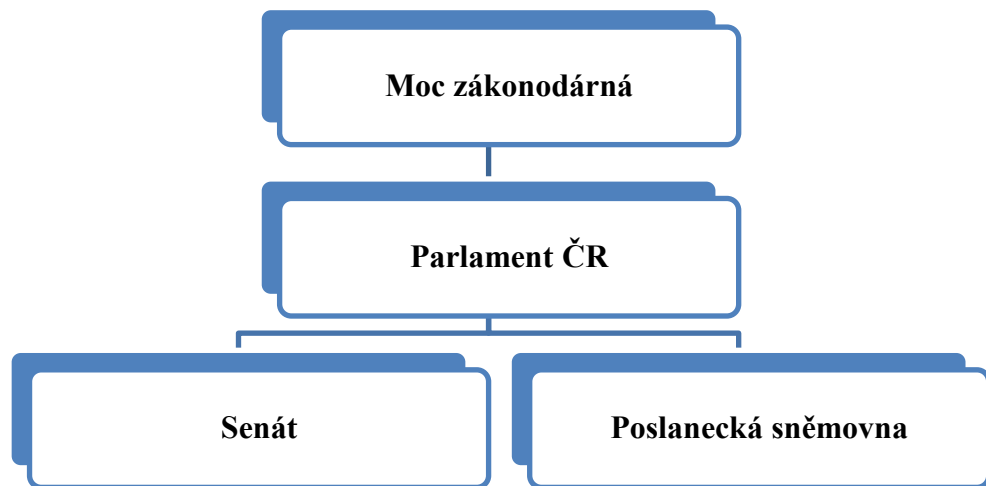 Moc zákonodárná
Parlament ČR
Senát
Poslanecká sněmovna